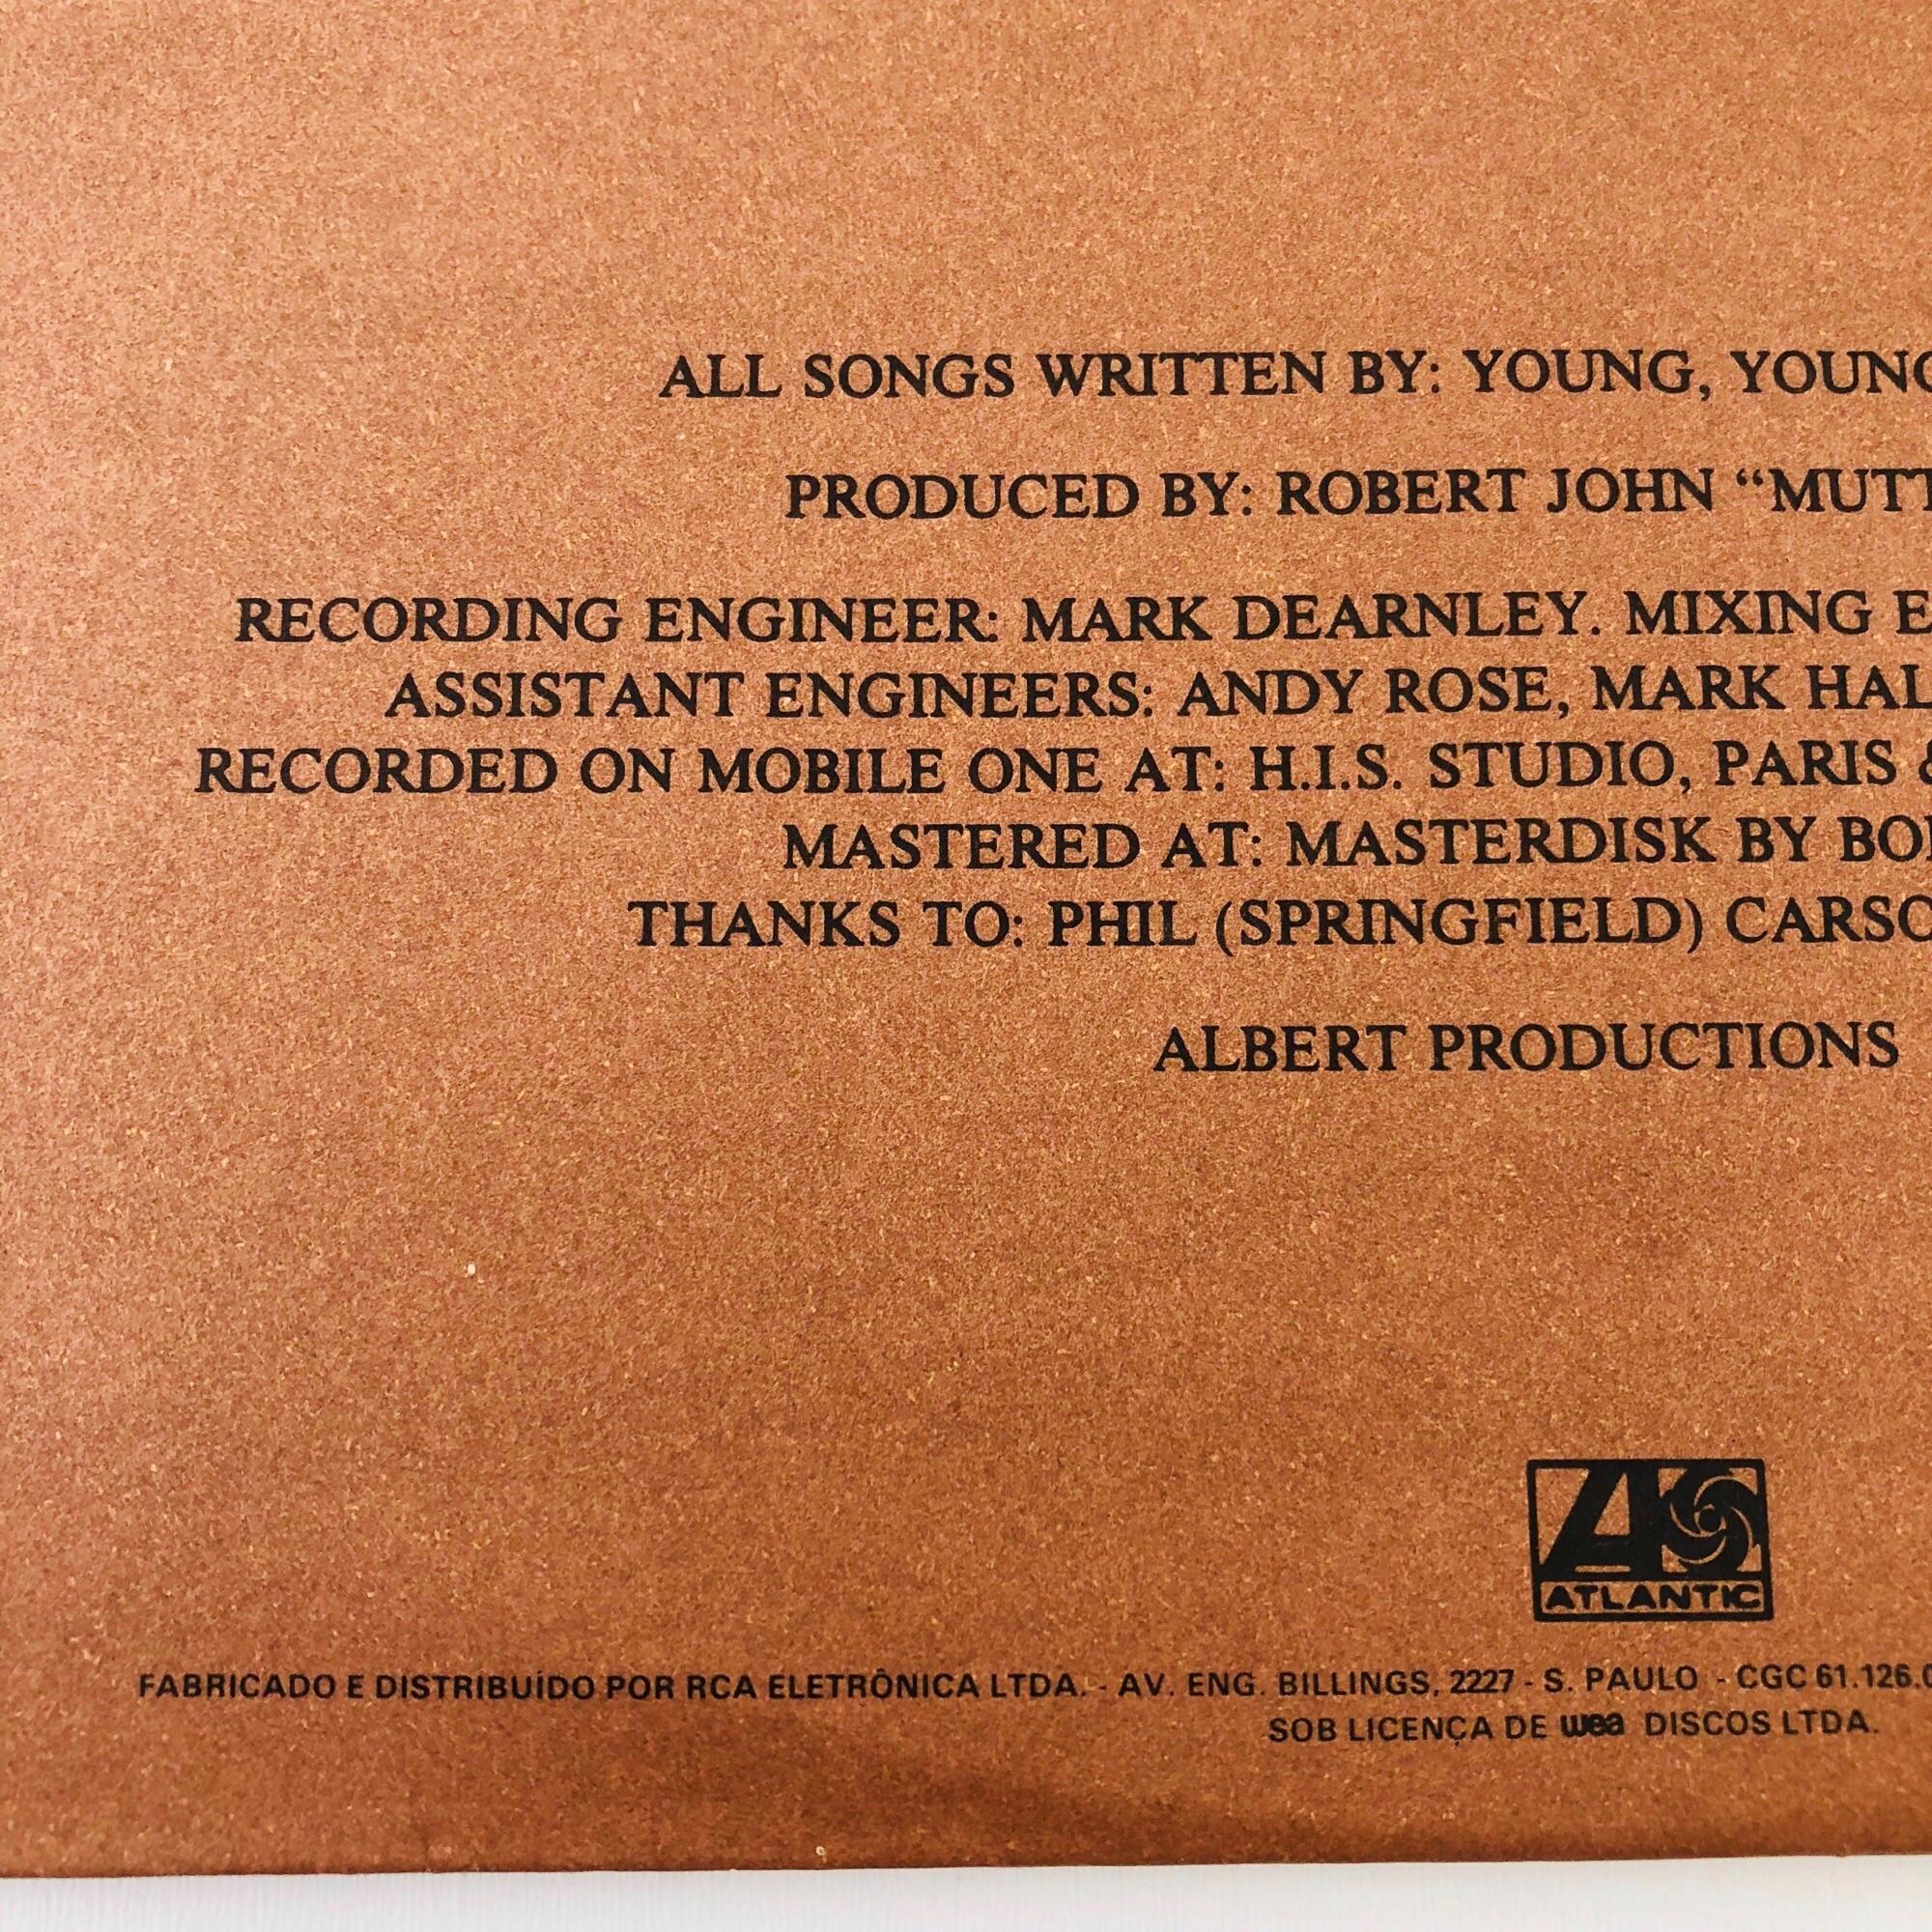 ALL SONGS WRITTEN BY: YOUNG, YOUNG
PRODUCED BY: ROBERT JOHN “MUTT
RECORDING ENGINEER: MARK DEARNLEY. MIXING E
ASSISTANT ENGINEERS: ANDY ROSE, MARK HAL
RECORDED ON MOBILE ONE AT: H.I.S. STUDIO, PARIS &
MASTERED AT: MASTERDISK BY BO
THANKS TO: PHIL (SPRINGFIELD) CARSO
ALBERT PRODUCTIONS
ATLANTIC
FABRICADO E DISTRIBUÍDO POR RCA ELETRÔNICA LTDA. - AV. ENG. BILLINGS, 2227 - S. PAULO - CGC 61.126.0
SOB LICENÇA DE wea DISCOS LTDA.